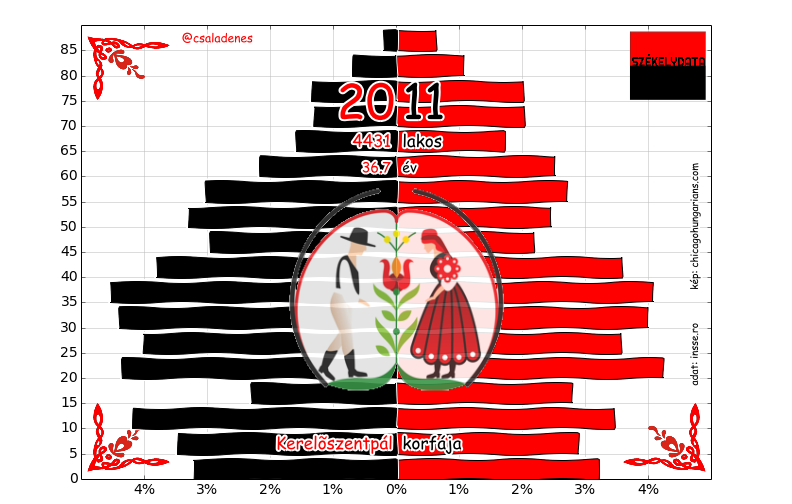 @csaladenes
SZÉKELYDATA
2011
4431 lakos
36.7 év
Kerelőszentpál korfája
kép: chicagohungarians.com
adat: insse.ro
85
80
75
70
65
60
55
50
45
40
35
30
25
20
15
10
5
0
4% 3% 2% 1% 0% 1% 2% 3% 4%